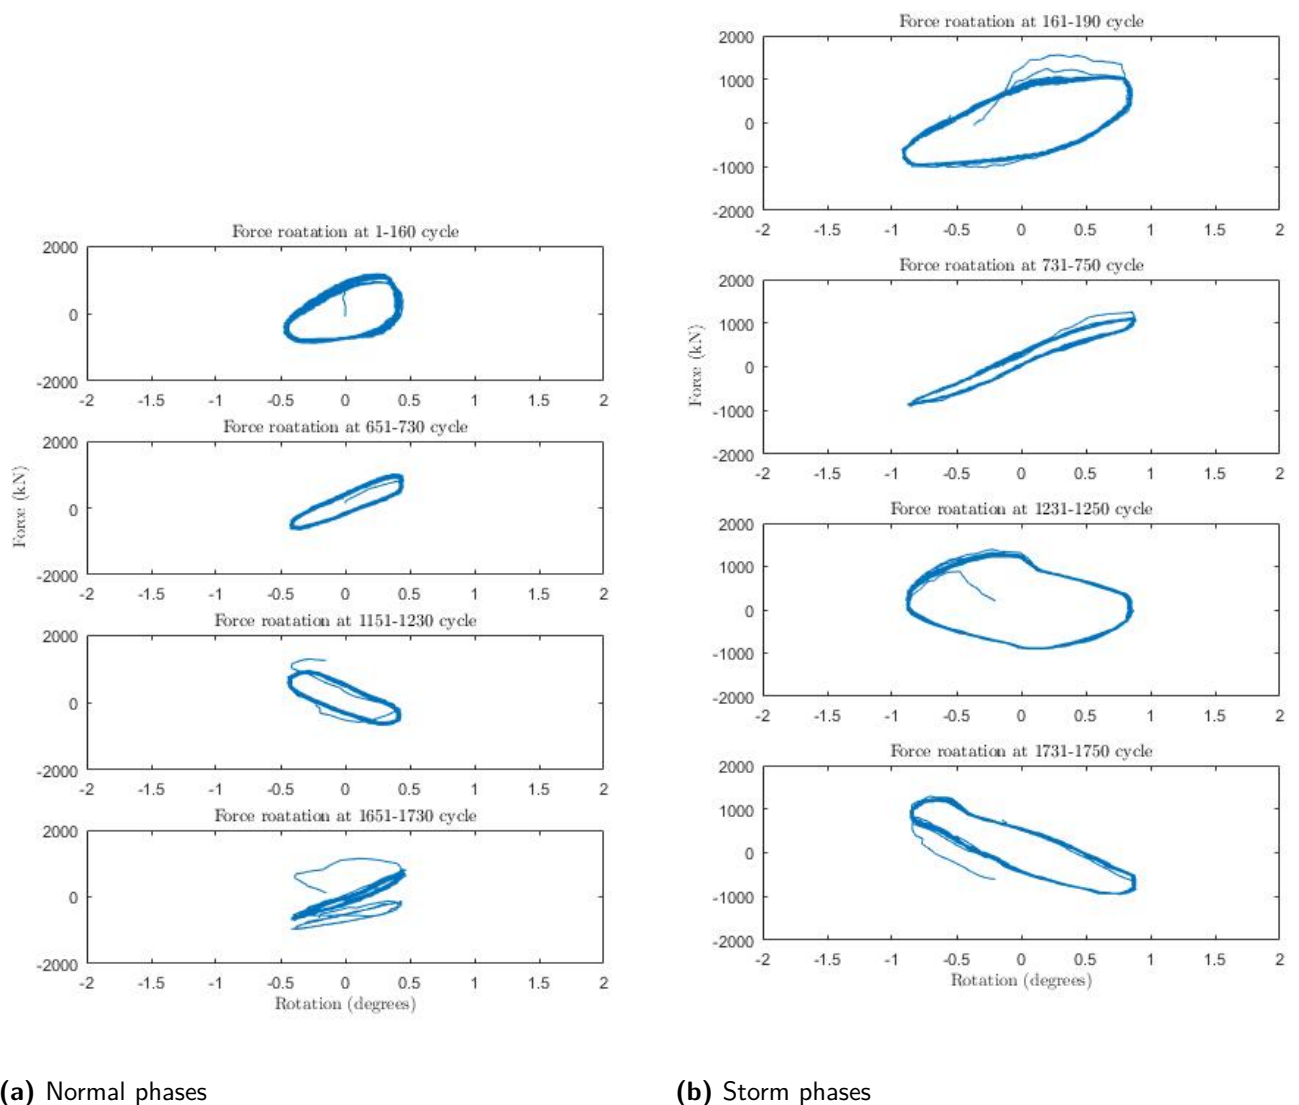 Force roatation at 1-160 cycle
2000
0
-2000
-2 -1.5 -1 -0.5 0 0.5 1 1.5 2
Force roatation at 651-730 cycle
2000
0
-2000
-2 -1.5 -1 -0.5 0 0.5 1 1.5 2
Force roatation at 1151-1230 cycle
2000
0
-2000
-2 -1.5 -1 -0.5 0 0.5 1 1.5 2
Force roatation at 1651-1730 cycle
2000
0
-2000
-2 -1.5 -1 -0.5 0 0.5 1 1.5 2
Rotation (degrees)
Force (kN)
(a) Normal phases
Force roatation at 161-190 cycle
2000
1000
0
-1000
-2000
-2 -1.5 -1 -0.5 0 0.5 1 1.5 2
Force roatation at 731-750 cycle
2000
1000
0
-1000
-2000
-2 -1.5 -1 -0.5 0 0.5 1 1.5 2
Force roatation at 1231-1250 cycle
2000
1000
0
-1000
-2000
-2 -1.5 -1 -0.5 0 0.5 1 1.5 2
Force roatation at 1731-1750 cycle
2000
1000
0
-1000
-2000
-2 -1.5 -1 -0.5 0 0.5 1 1.5 2
Rotation (degrees)
Force (kN)
(b) Storm phases